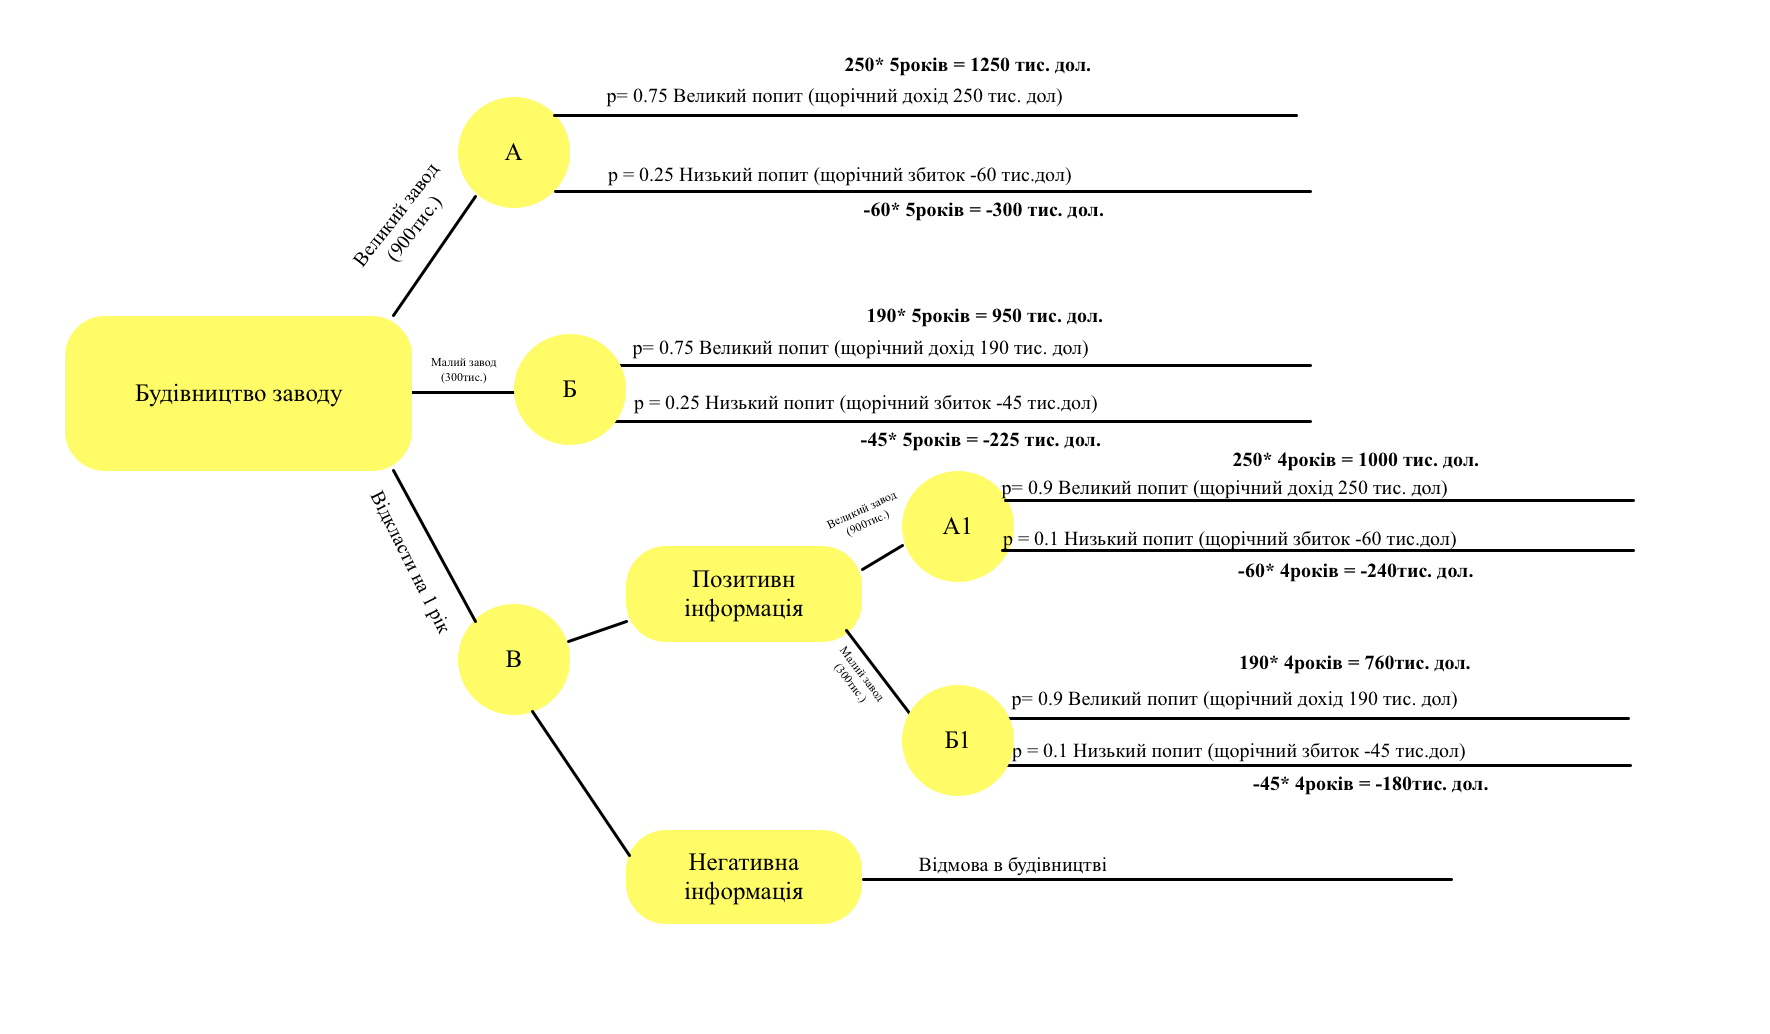 250* 5років = 1250 тис. дол.
p= 0.75 Великий попит (щорічний дохід 250 тис. дол)
А
p = 0.25 Низький попит (щорічний збиток -60 тис.дол)
-60* 5років = -300 тис. дол.
Великий завод
(900тис.)
190* 5років = 950 тис. дол.
p= 0.75 Великий попит (щорічний дохід 190 тис. дол)
Малий завод
(300тис.)
Будівництво заводу
Б
p = 0.25 Низький попит (щорічний збиток -45 тис.дол)
-45* 5років = -225 тис. дол.
250* 4років = 1000 тис. дол.
p= 0.9 Великий попит (щорічний дохід 250 тис. дол)
Великий завод
(900тис.)
А1
p = 0.1 Низький попит (щорічний збиток -60 тис.дол)
-60* 4років = -240тис. дол.
Відкласти на 1 рік
Позитивн
інформація
В
Малий завод
(300тис.)
190* 4років = 760тис. дол.
p= 0.9 Великий попит (щорічний дохід 190 тис. дол)
Б1
p = 0.1 Низький попит (щорічний збиток -45 тис.дол)
-45* 4років = -180тис. дол.
Негативна
інформація
Відмова в будівництві